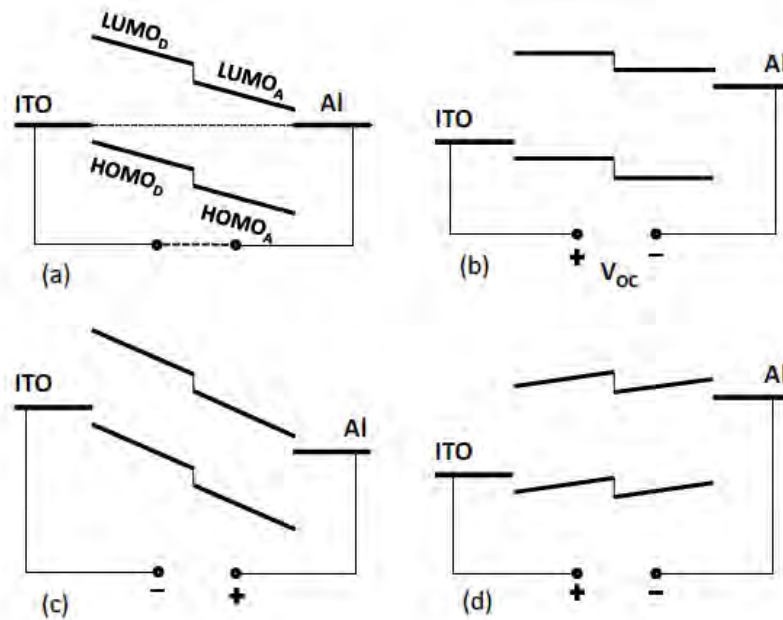 LUMO_D
LUMO_A
ITO
Al
HOMO_D
HOMO_A
(a)
Al
ITO
+
V_OC
−
(b)
ITO
Al
−
+
(c)
Al
ITO
+
−
(d)